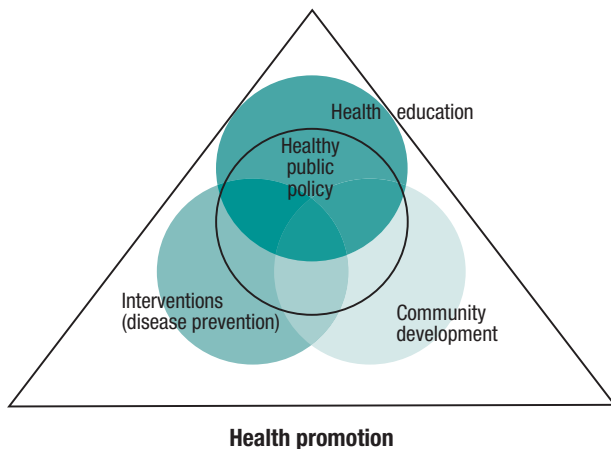 Health education
Healthy
public
policy
Interventions
(disease prevention)
Community
development
Health promotion